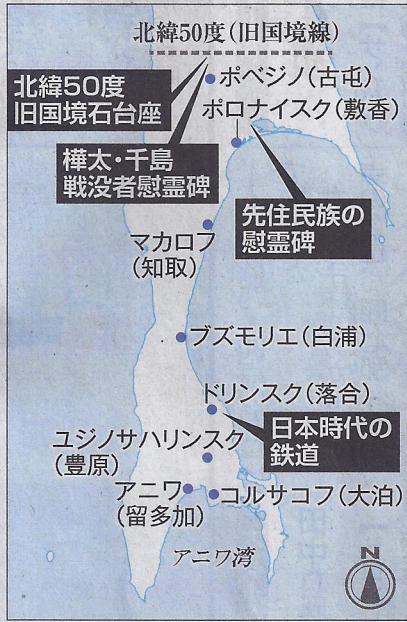 北緯50度(旧国境線)
ポベジノ(古屯)
北緯50度
旧国境石台座
ポロナイスク(敷香)
樺太・千島
戦没者慰霊碑
先住民族の
慰霊碑
マカロフ
(知取)
ブズモリエ(白浦)
ドリンスク(落合)
日本時代の
鉄道
ユジノサハリンスク
(豊原)
アニワ
(留多加)
コルサコフ(大泊)
アニワ湾
N